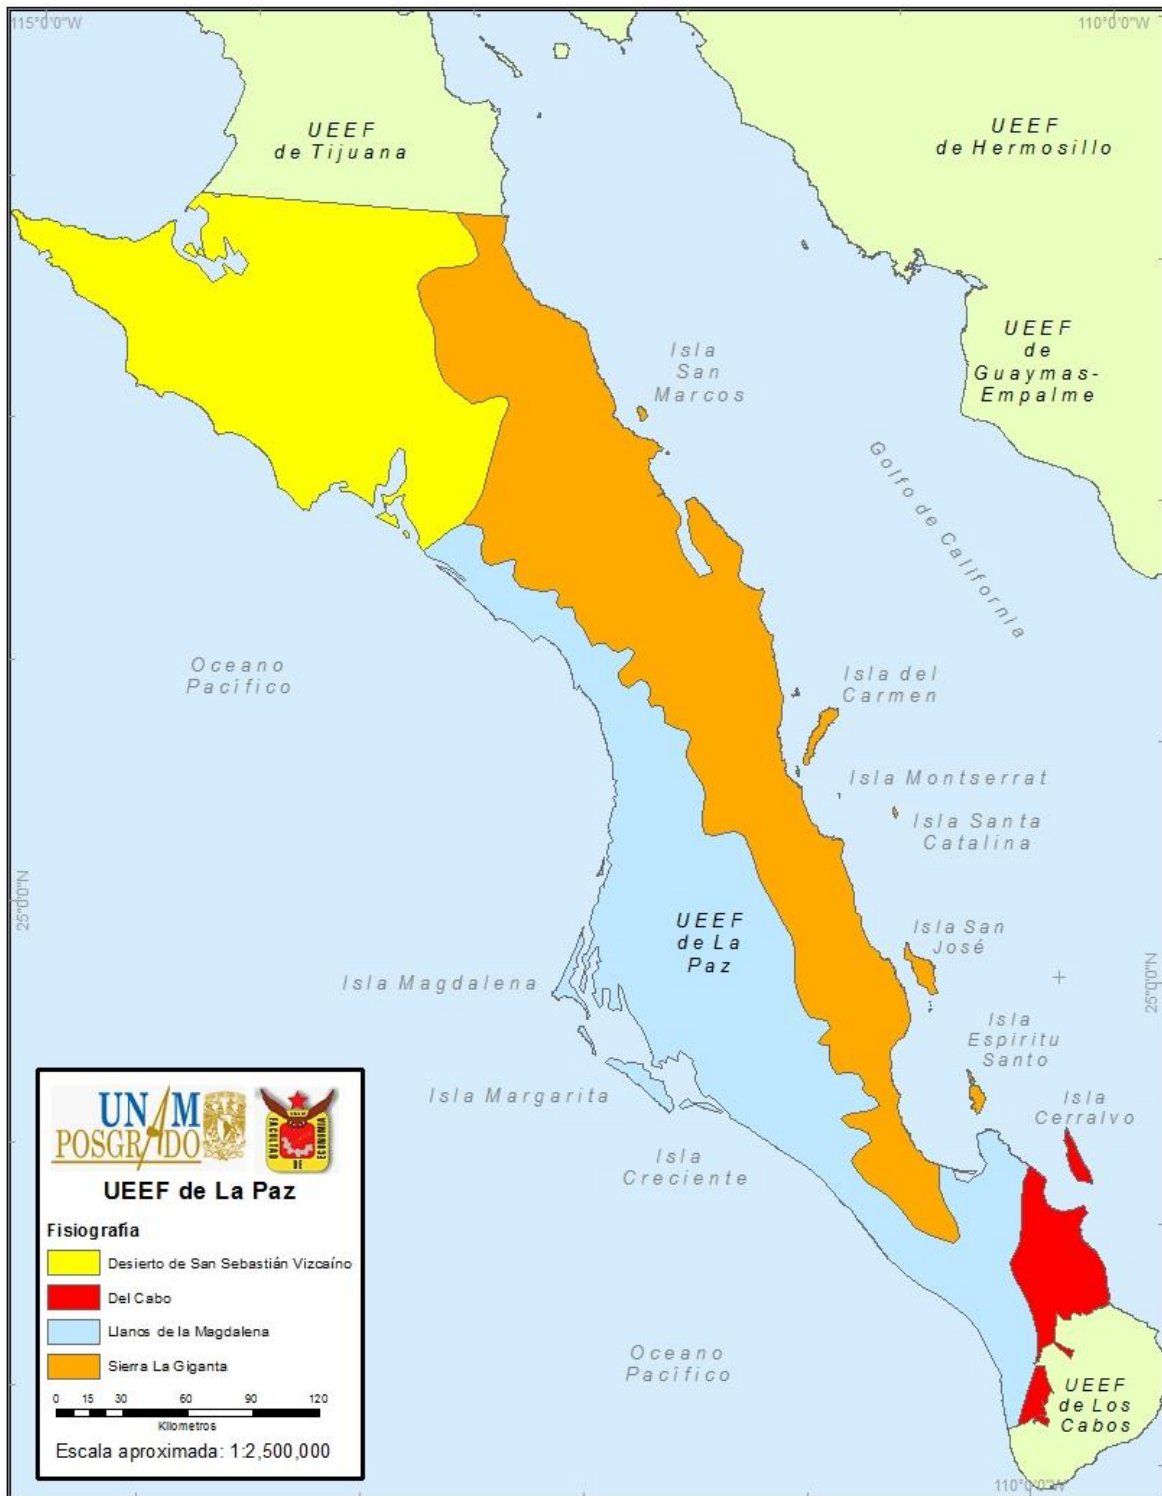 115°0'0"W
110°0'0"W
UEEF
de Tijuana
UEEF
de Hermosillo
UEEF
de
Guaymas-
Empalme
Isla
San
Marcos
Golfo de California
Oceano
Pacífico
Isla del
Carmen
Isla Montserrat
Isla Santa
Catalina
25°0'0"N
UEEF
de La
Paz
Isla San
José
Isla Magdalena
25°0'0"N
Isla
Espiritu
Santo
Isla Margarita
Isla
Cerralvo
Isla
Creciente
UNAM
POSGRADO
UNAM
FACULTAD
DE
ECONOMIA
UEEF de La Paz
Fisiografía
Desierto de San Sebastián Vizcaíno
Del Cabo
Llanos de la Magdalena
Sierra La Giganta
0 15 30 60 90 120
Kilometros
Escala aproximada: 1:2,500,000
Oceano
Pacífico
UEEF
de Los
Cabos
110°0'0"W